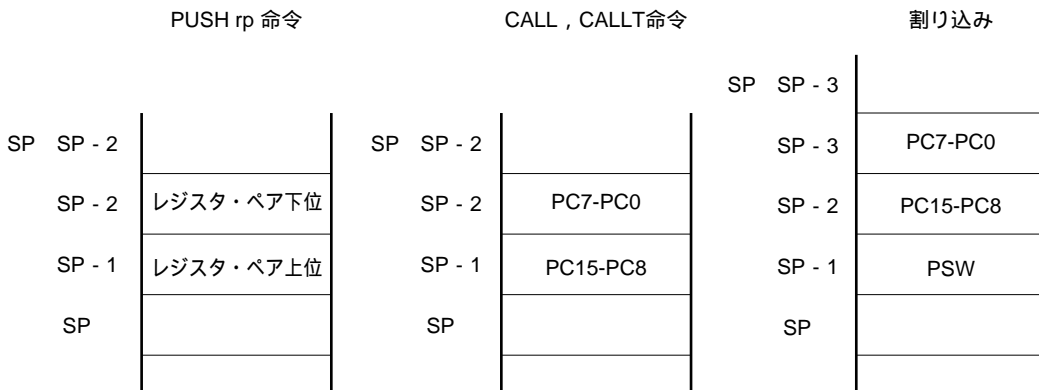 PUSH rp 命令
CALL , CALLT命令
割り込み
SP SP - 3
SP SP - 2
SP SP - 2
SP - 3 PC7-PC0
SP - 2 レジスタ・ペア下位
SP - 2 PC7-PC0
SP - 2 PC15-PC8
SP - 1 レジスタ・ペア上位
SP - 1 PC15-PC8
SP - 1 PSW
SP
SP
SP